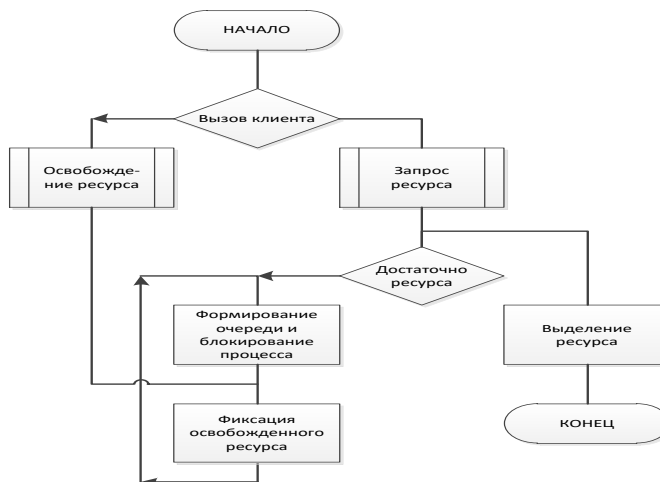 НАЧАЛО
Вызов клиента
Освобожде-
ние ресурса
Запрос
ресурса
Достаточно
ресурса
Формирование
очереди и
блокирование
процесса
Выделение
ресурса
Фиксация
освобожденного
ресурса
КОНЕЦ